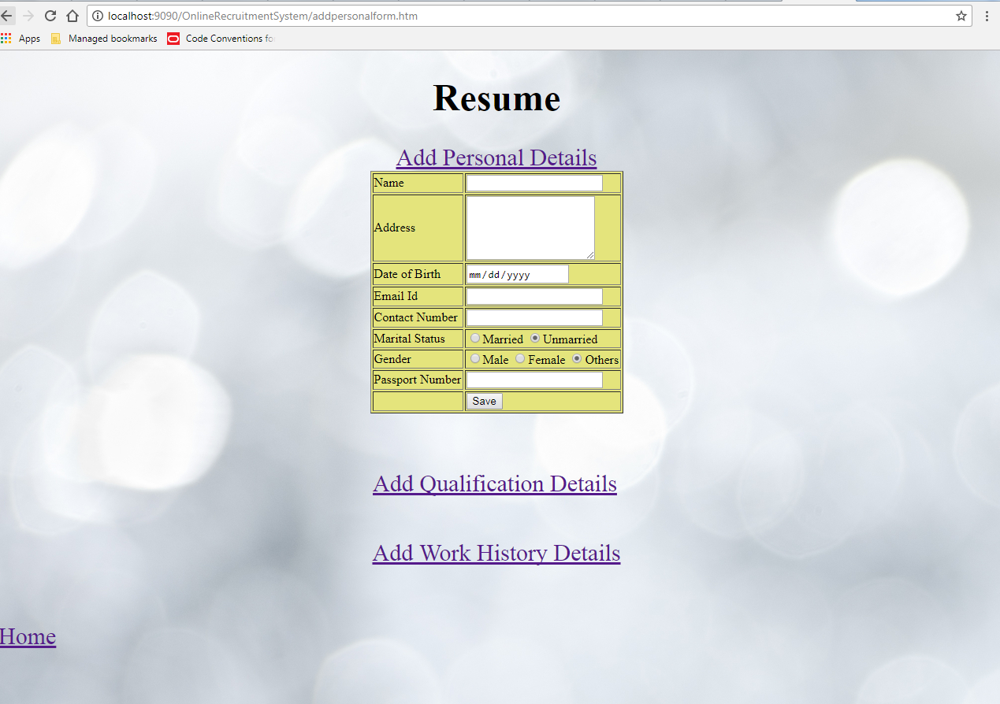 localhost:9090/OnlineRecruitmentSystem/addpersonalform.htm
Apps Managed bookmarks Code Conventions fo
Resume
Add Personal Details
Name
Address
Date of Birth mm/dd/yyyy
Email Id
Contact Number
Marital Status Married Unmarried
Gender Male Female Others
Passport Number
Save
Add Qualification Details
Add Work History Details
Home